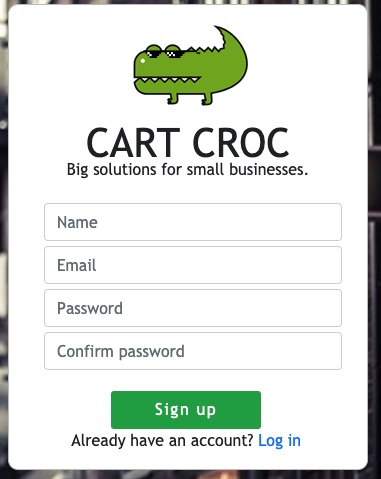 CART CROC
Big solutions for small businesses.
Name
Email
Password
Confirm password
Sign up
Already have an account? Log in